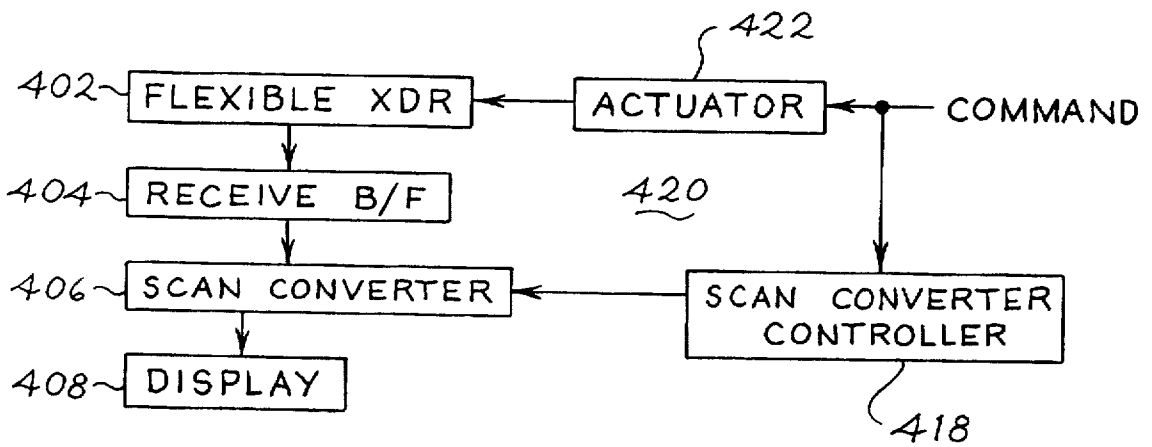 422
402
FLEXIBLE XDR
ACTUATOR
COMMAND
404
RECEIVE B/F
420
406
SCAN CONVERTER
SCAN CONVERTER
CONTROLLER
408
DISPLAY
418